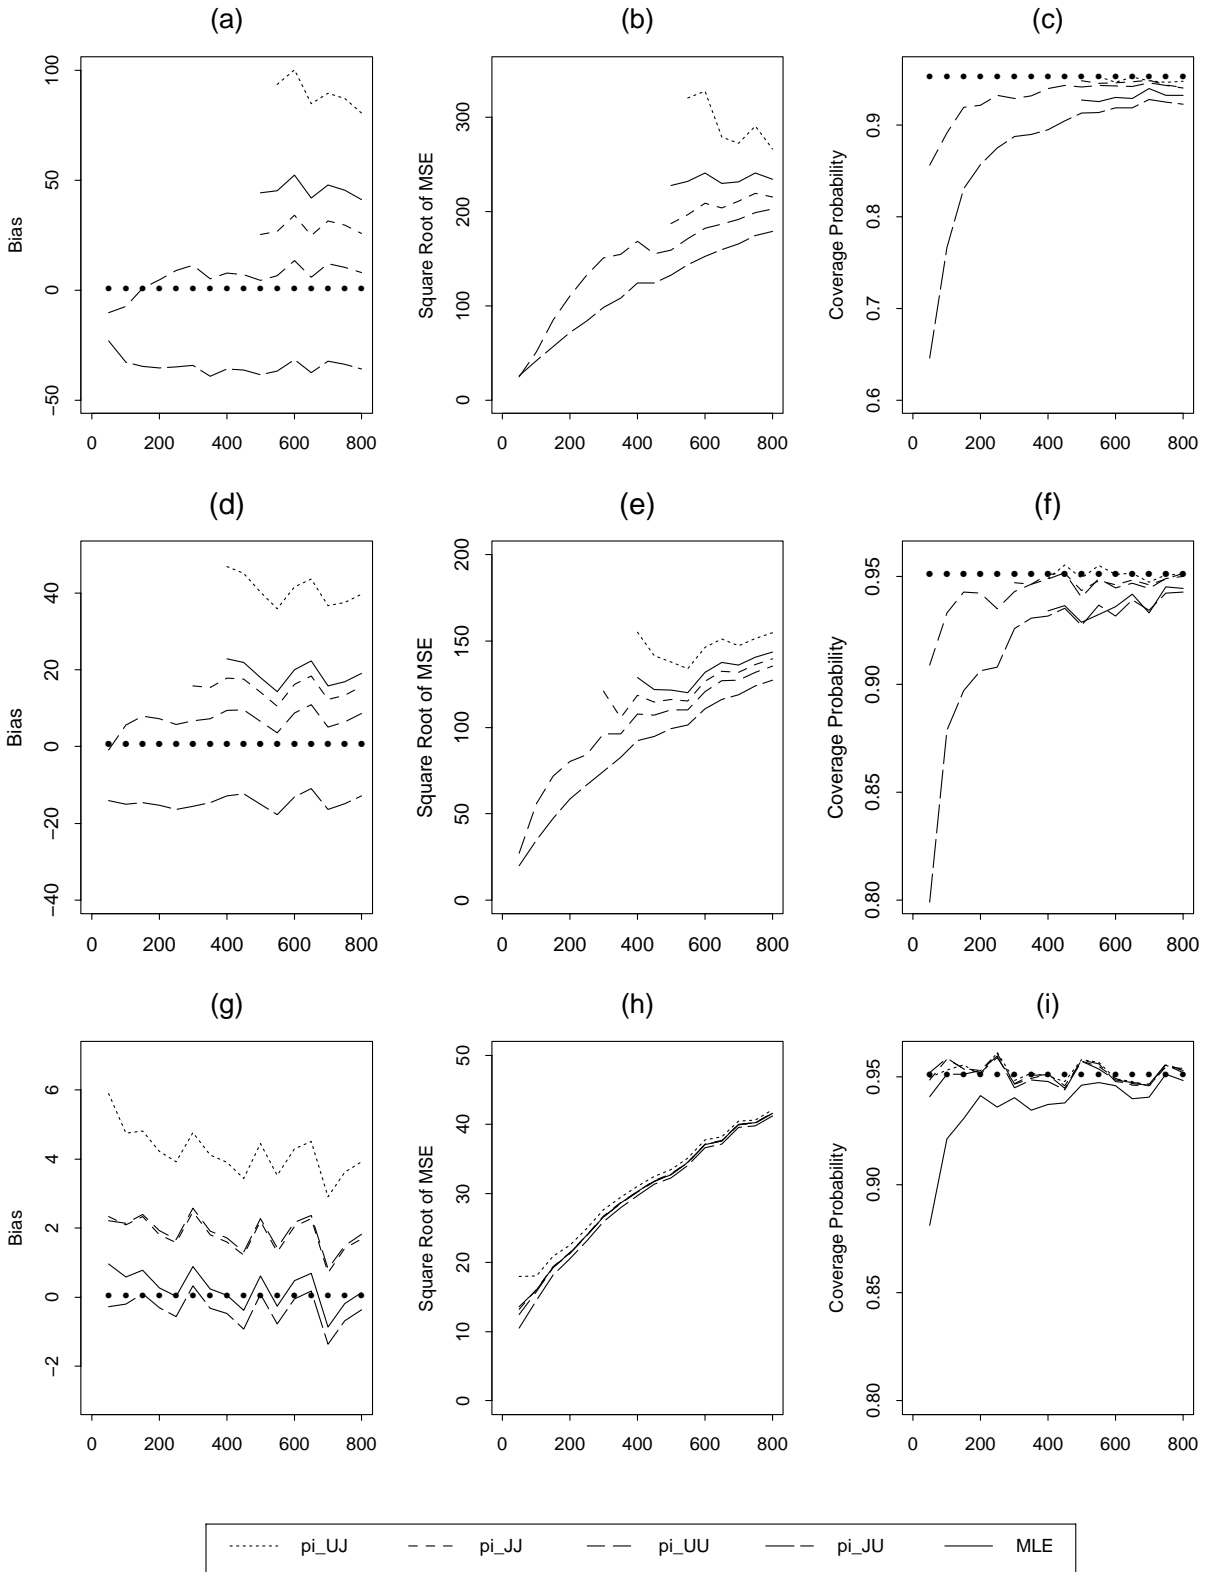 (a)
(b)
(c)
Bias
−50
0
50
100
0 200 400 600 800
Square Root of MSE
0
100
200
300
0 200 400 600 800
Coverage Probability
0.6
0.7
0.8
0.9
0 200 400 600 800
(d)
(e)
(f)
Bias
−40
−20
0
20
40
0 200 400 600 800
Square Root of MSE
0
50
100
150
200
0 200 400 600 800
Coverage Probability
0.80
0.85
0.90
0.95
0 200 400 600 800
(g)
(h)
(i)
Bias
−2
0
2
4
6
0 200 400 600 800
Square Root of MSE
0
10
20
30
40
50
0 200 400 600 800
Coverage Probability
0.80
0.85
0.90
0.95
0 200 400 600 800
pi_UJ pi_JJ pi_UU pi_JU MLE